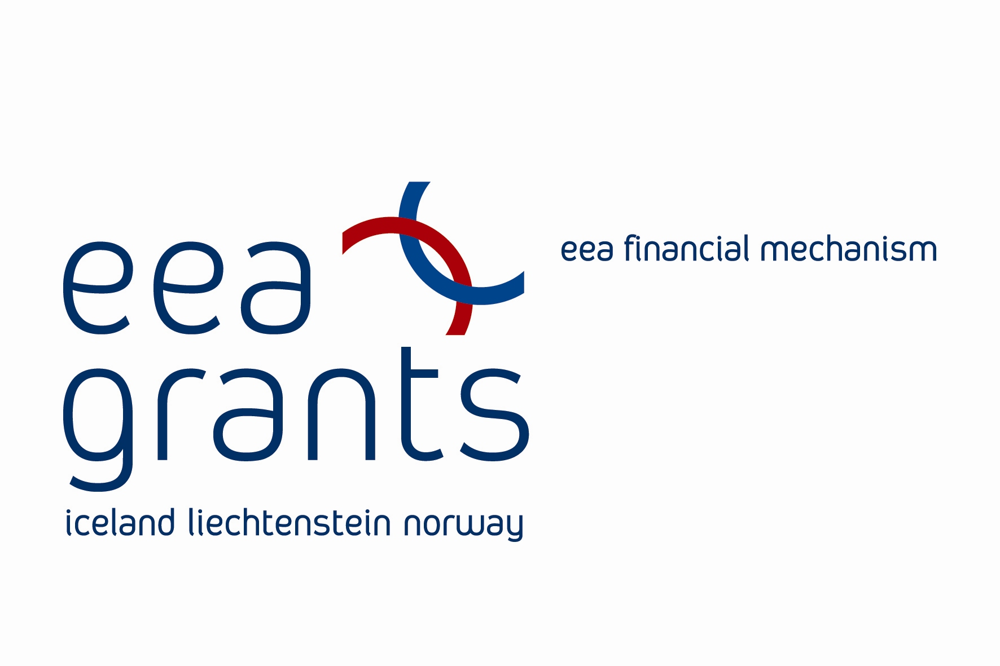 eea
grants
iceland liechtenstein norway
eea financial mechanism